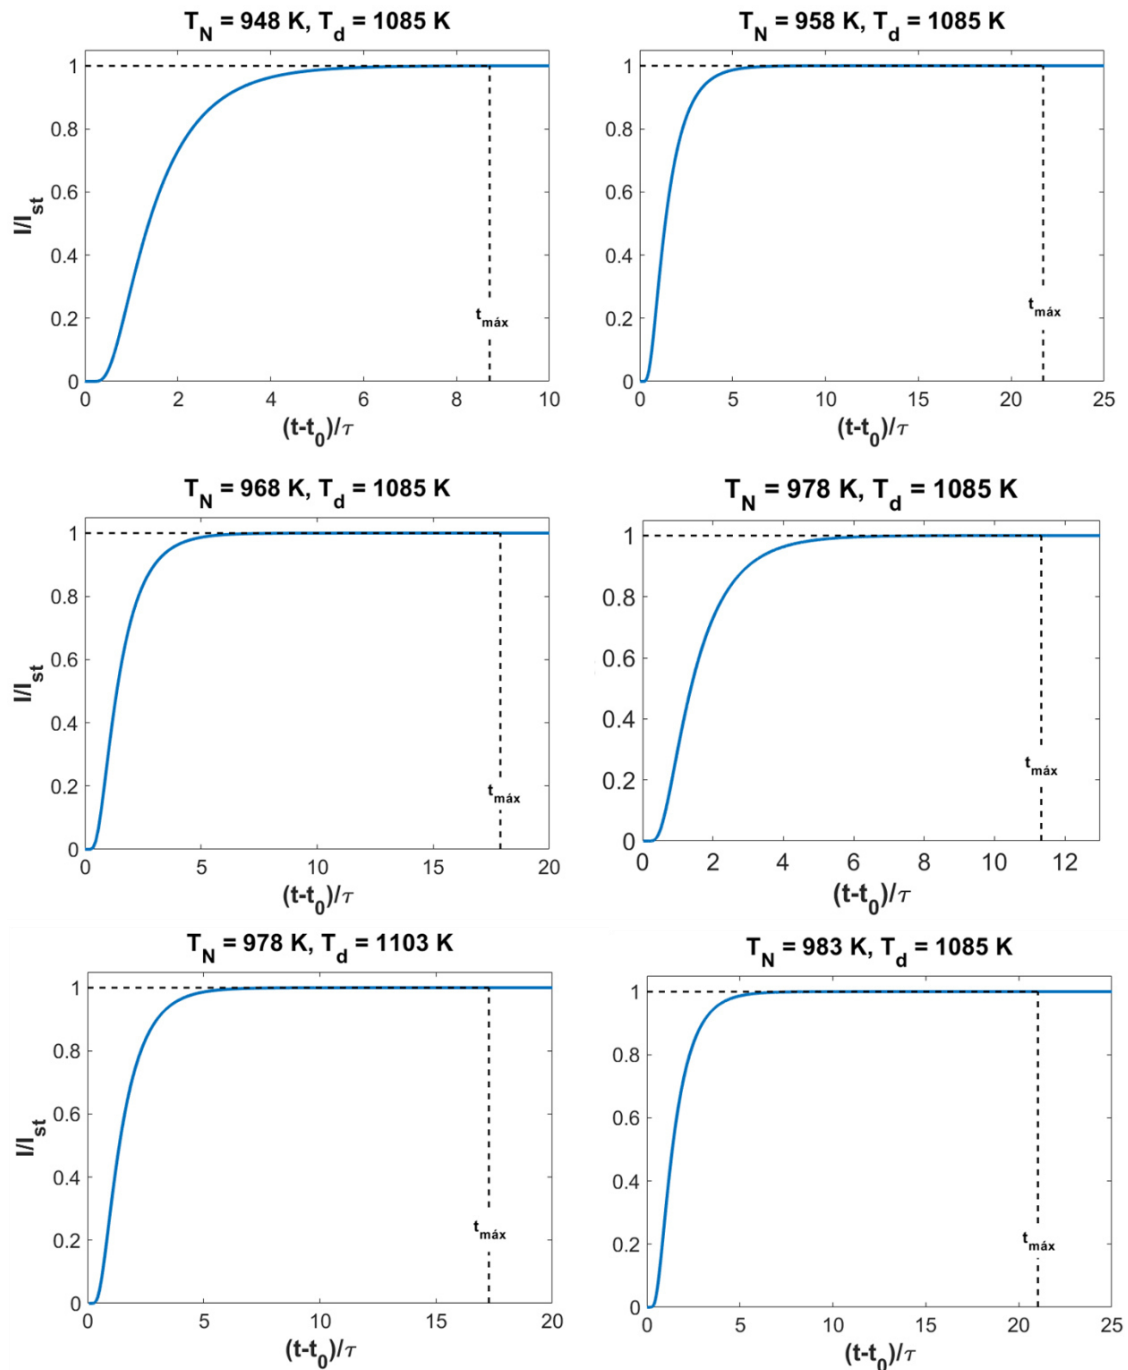 T_N = 948 K, T_d = 1085 K
1
0.8
0.6
0.4
0.2
0
I/I_st
t_máx
0 2 4 6 8 10
(t-t_0)/τ
T_N = 958 K, T_d = 1085 K
1
0.8
0.6
0.4
0.2
0
t_máx
0 5 10 15 20 25
(t-t_0)/τ
T_N = 968 K, T_d = 1085 K
1
0.8
0.6
0.4
0.2
0
I/I_st
t_máx
0 5 10 15 20
(t-t_0)/τ
T_N = 978 K, T_d = 1085 K
1
0.8
0.6
0.4
0.2
0
t_máx
0 2 4 6 8 10 12
(t-t_0)/τ
T_N = 978 K, T_d = 1103 K
1
0.8
0.6
0.4
0.2
0
I/I_st
t_máx
0 5 10 15 20
(t-t_0)/τ
T_N = 983 K, T_d = 1085 K
1
0.8
0.6
0.4
0.2
0
t_máx
0 5 10 15 20 25
(t-t_0)/τ